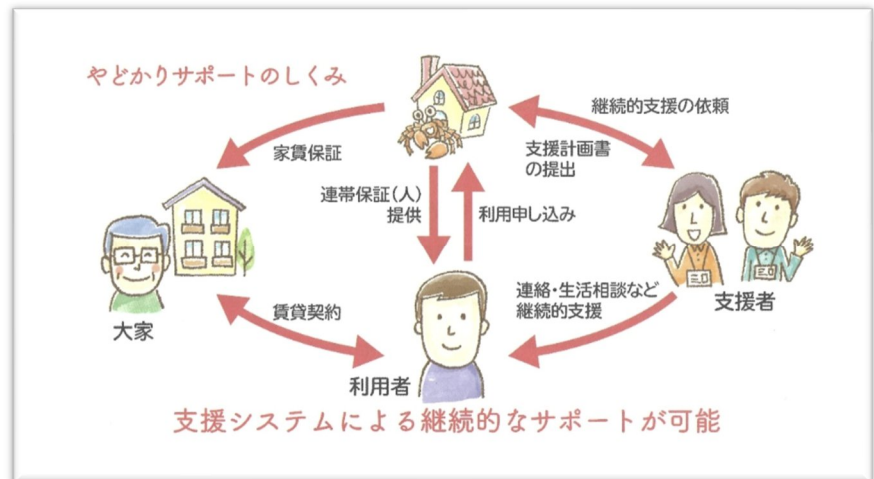 やどかりサポートのしくみ
継続的支援の依頼
家賃保証
支援計画書
の提出
連帯保証(人)
提供
利用申し込み
連絡・生活相談など
継続的支援
支援者
賃貸契約
大家
利用者
支援システムによる継続的なサポートが可能